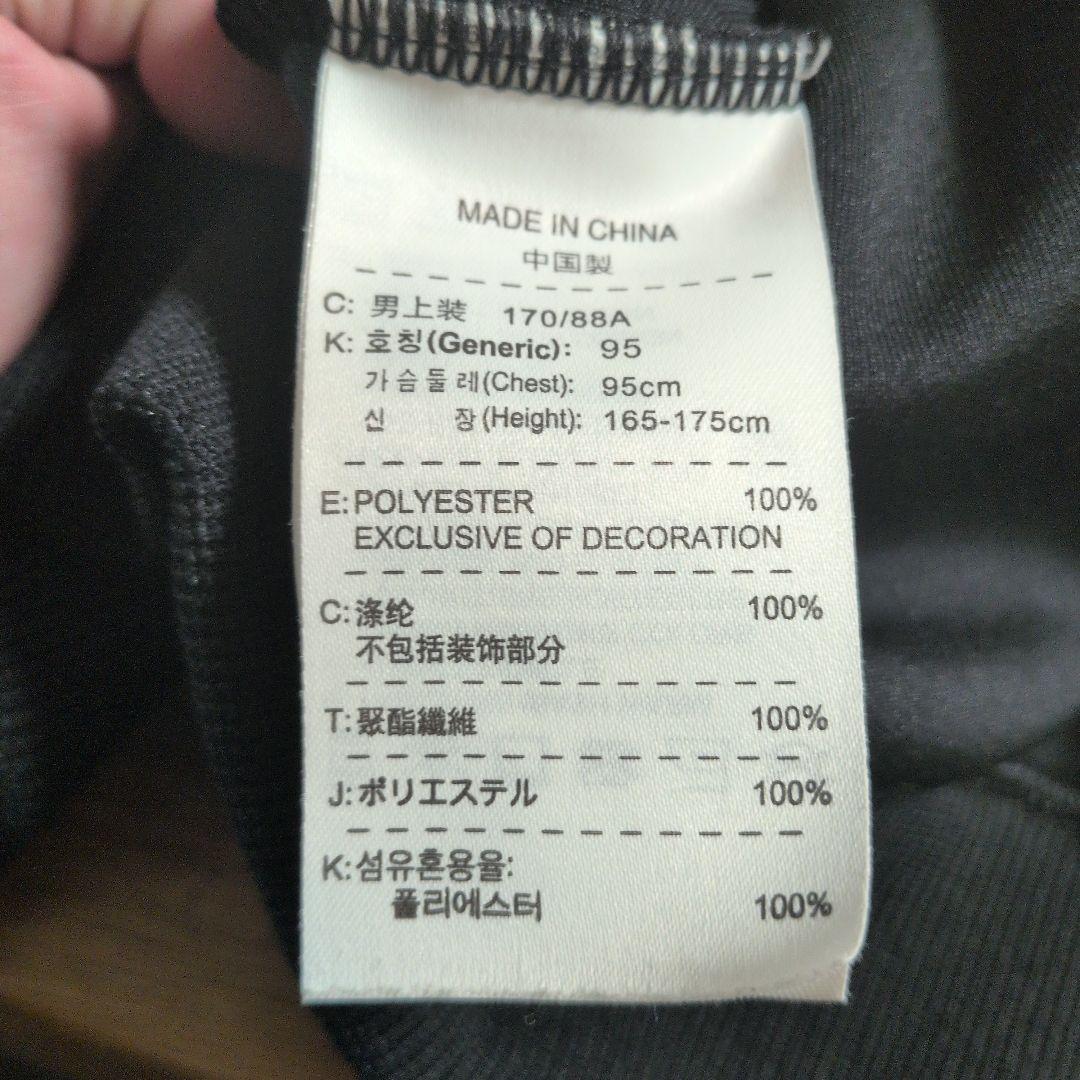 MADE IN CHINA
中国製
C: 男上装 170/88A
K: 호칭(Generic): 95
가슴둘레(Chest): 95cm
신 장(Height): 165-175cm
E: POLYESTER 100%
EXCLUSIVE OF DECORATION
C: 涤纶 100%
不包括装饰部分
T: 聚酯纖維 100%
J: ポリエステル 100%
K: 섬유혼용율:
폴리에스터 100%